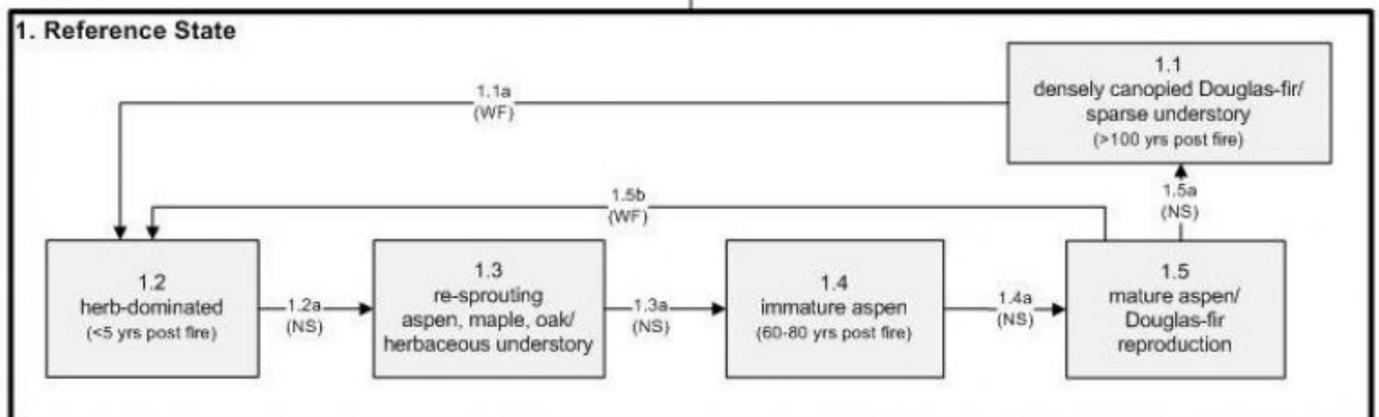 1. Reference State
1.1
densely canopied Douglas-fir/
sparse understory
(>100 yrs post fire)
1.1a
(WF)
1.5a
(NS)
1.5b
(WF)
1.2
herb-dominated
(<5 yrs post fire)
1.2a
(NS)
1.3
re-sprouting
aspen, maple, oak/
herbaceous understory
1.3a
(NS)
1.4
immature aspen
(60-80 yrs post fire)
1.4a
(NS)
1.5
mature aspen/
Douglas-fir
reproduction